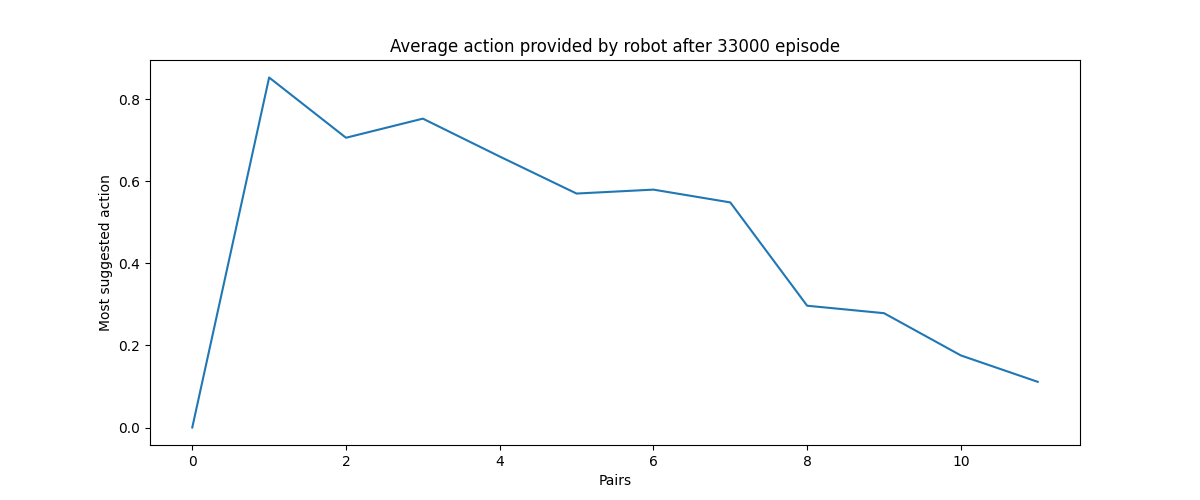 Average action provided by robot after 33000 episode
0.8
0.6
0.4
0.2
0.0
Most suggested action
0 2 4 6 8 10
Pairs